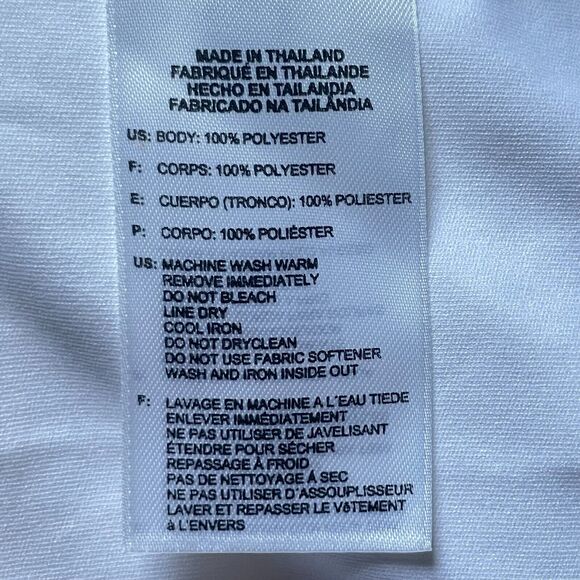 MADE IN THAILAND
FABRIQUÉ EN THAILANDE
HECHO EN TAILANDIA
FABRICADO NA TAILÂNDIA
US: BODY: 100% POLYESTER
F: CORPS: 100% POLYESTER
E: CUERPO (TRONCO): 100% POLIESTER
P: CORPO: 100% POLIÉSTER
US: MACHINE WASH WARM
REMOVE IMMEDIATELY
DO NOT BLEACH
LINE DRY
COOL IRON
DO NOT DRYCLEAN
DO NOT USE FABRIC SOFTENER
WASH AND IRON INSIDE OUT
F: LAVAGE EN MACHINE A L'EAU TIEDE
ENLEVER IMMÉDIATEMENT
NE PAS UTILISER DE JAVELISANT
ÉTENDRE POUR SÉCHER
REPASSAGE À FROID
PAS DE NETTOYAGE À SEC
NE PAS UTILISER D'ASSOUPLISSEUR
LAVER ET REPASSER LE VêTEMENT
à L'ENVERS